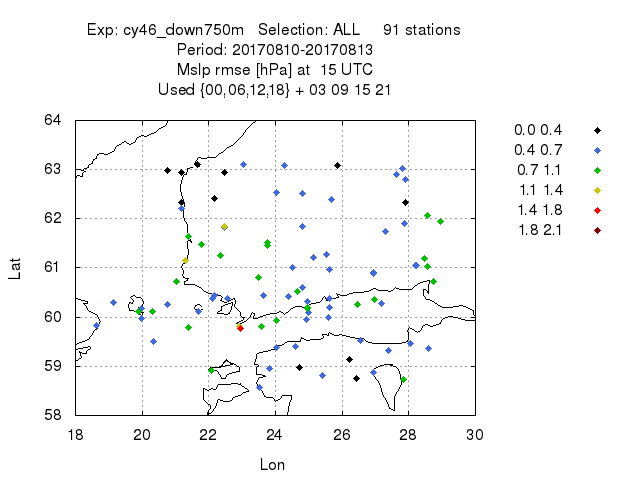 Exp: cy46_down750m Selection: ALL 91 stations
Period: 20170810-20170813
Mslp rmse [hPa] at 15 UTC
Used {00,06,12,18} + 03 09 15 21
64
63
62
61
60
59
58
Lat
18 20 22 24 26 28 30
Lon
0.0 0.4
0.4 0.7
0.7 1.1
1.1 1.4
1.4 1.8
1.8 2.1